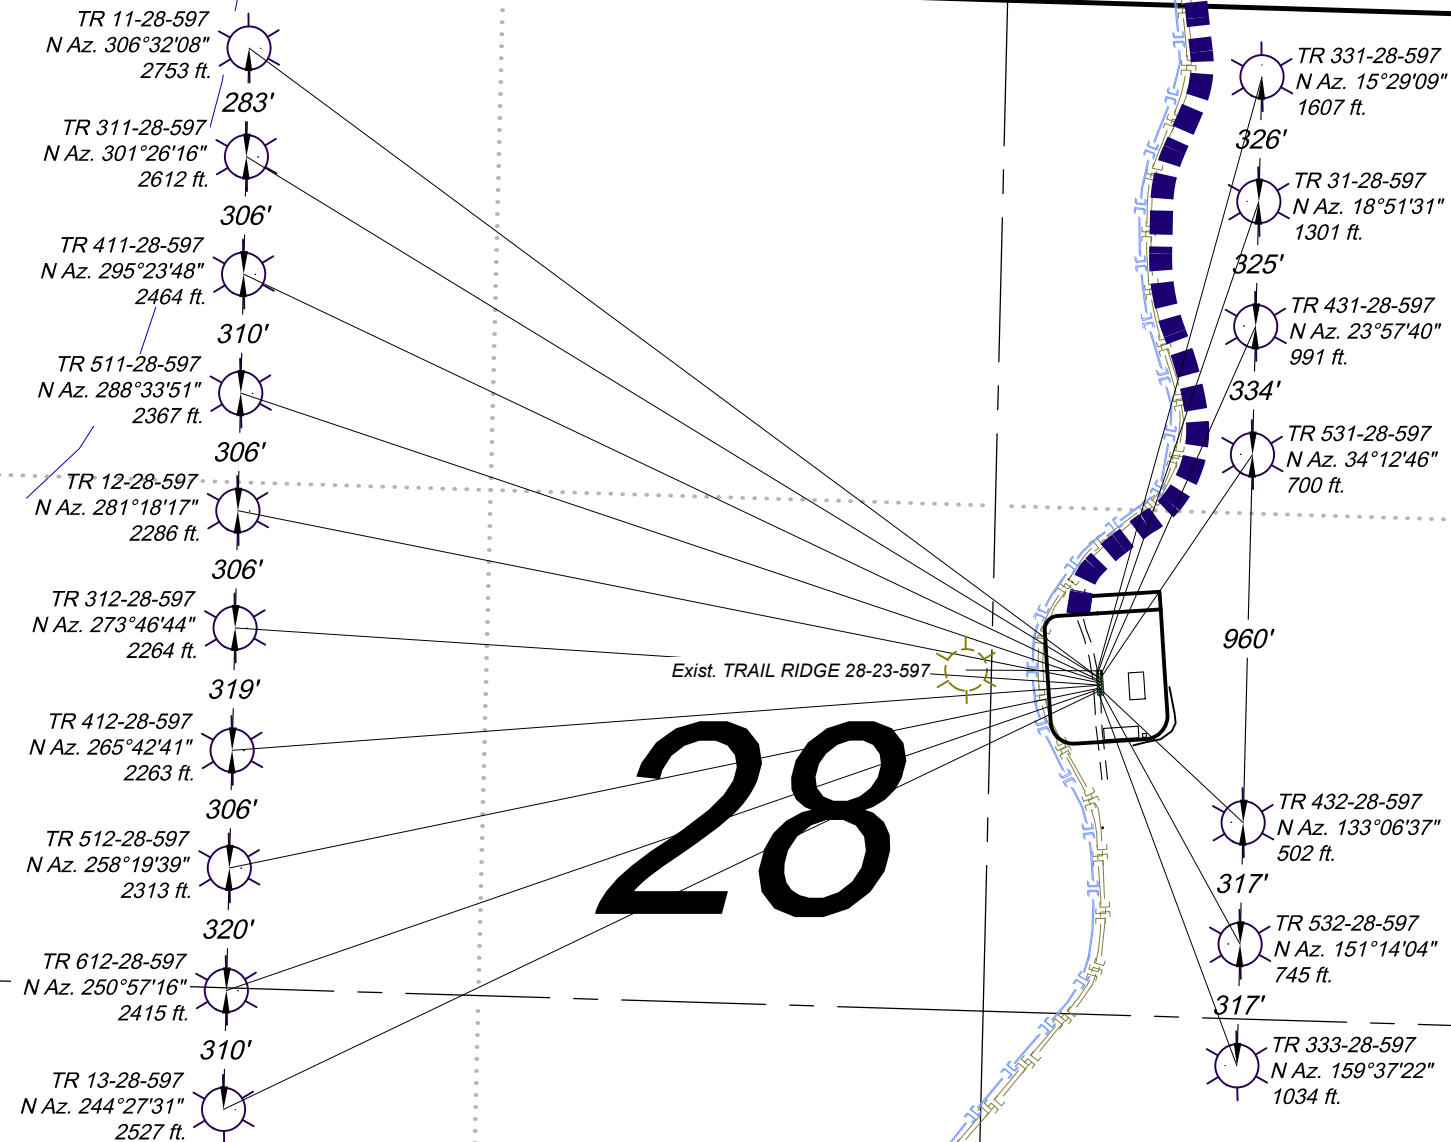 TR 11-28-597
N Az. 306°32'08"
2753 ft.
283'
TR 311-28-597
N Az. 301°26'16"
2612 ft.
306'
TR 411-28-597
N Az. 295°23'48"
2464 ft.
310'
TR 511-28-597
N Az. 288°33'51"
2367 ft.
306'
TR 12-28-597
N Az. 281°18'17"
2286 ft.
306'
TR 312-28-597
N Az. 273°46'44"
2264 ft.
319'
TR 412-28-597
N Az. 265°42'41"
2263 ft.
306'
TR 512-28-597
N Az. 258°19'39"
2313 ft.
320'
TR 612-28-597
N Az. 250°57'16"
2415 ft.
310'
TR 13-28-597
N Az. 244°27'31"
2527 ft.
Exist. TRAIL RIDGE 28-23-597
28
TR 331-28-597
N Az. 15°29'09"
1607 ft.
326'
TR 31-28-597
N Az. 18°51'31"
1301 ft.
325'
TR 431-28-597
N Az. 23°57'40"
991 ft.
334'
TR 531-28-597
N Az. 34°12'46"
700 ft.
960'
TR 432-28-597
N Az. 133°06'37"
502 ft.
317'
TR 532-28-597
N Az. 151°14'04"
745 ft.
317'
TR 333-28-597
N Az. 159°37'22"
1034 ft.